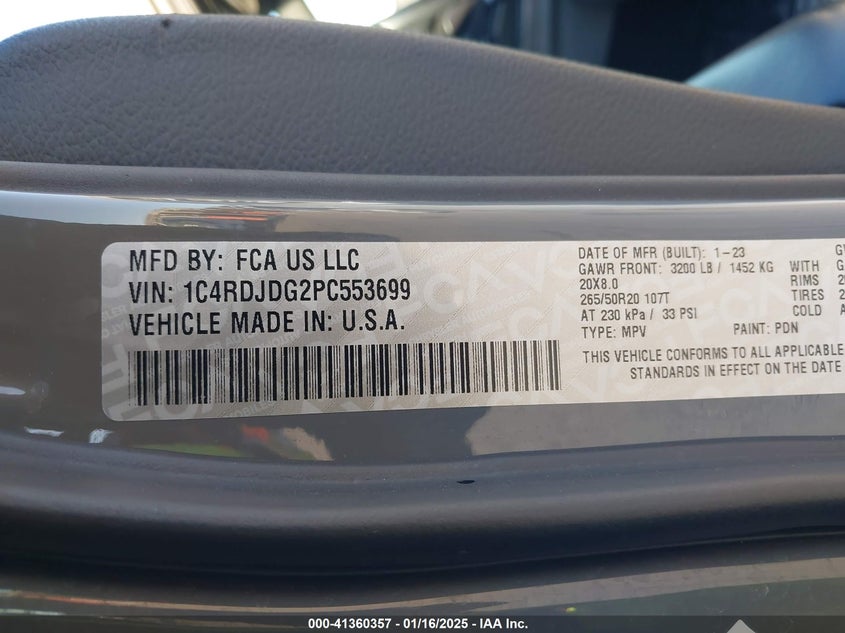 MFD BY: FCA US LLC
VIN: 1C4RDJDG2PC553699
VEHICLE MADE IN: U.S.A.
DATE OF MFR (BUILT): 1-23
GAWR FRONT: 3200 LB / 1452 KG WITH
20X8.0 RIMS
265/50R20 107T TIRES
AT 230 kPa / 33 PSI COLD
TYPE: MPV PAINT: PDN
THIS VEHICLE CONFORMS TO ALL APPLICABLE
STANDARDS IN EFFECT ON THE DATE
000-41360357 - 01/16/2025 - IAA Inc.